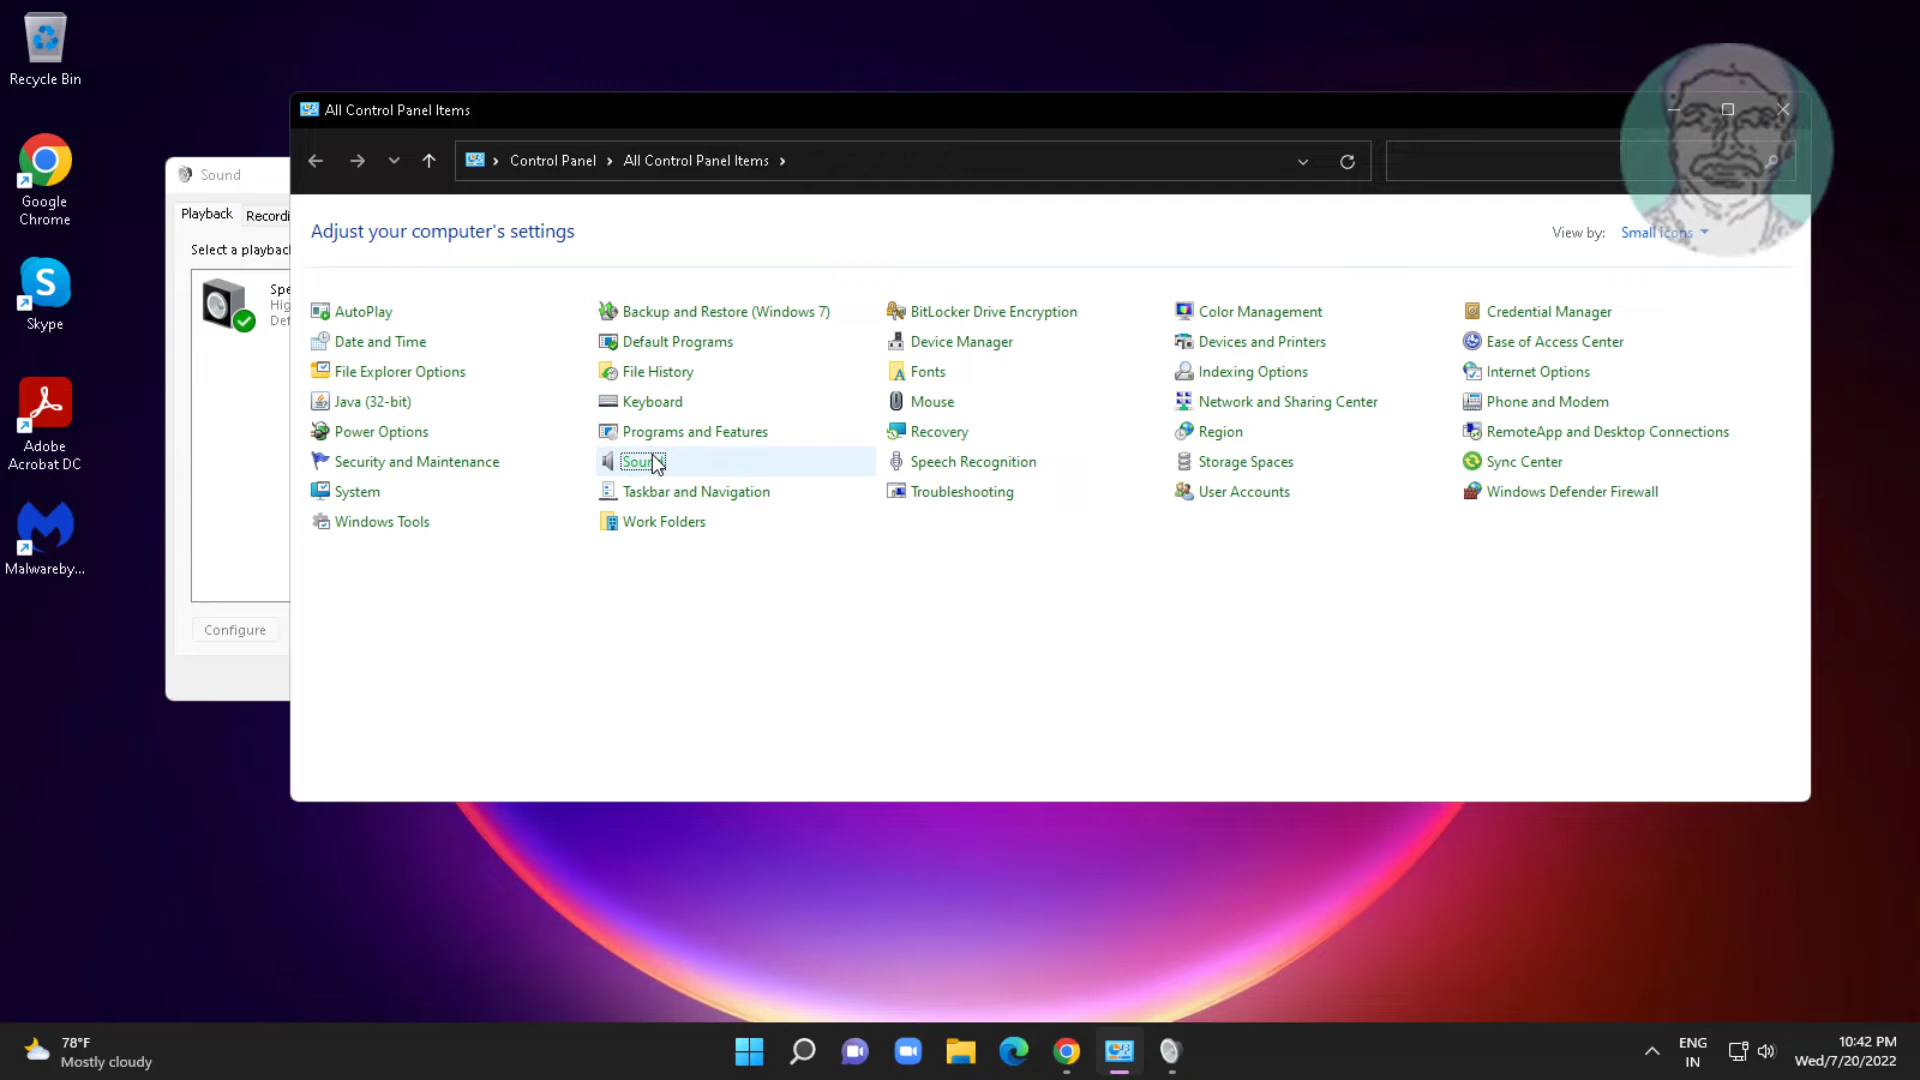 Recycle Bin
Google
Chrome
Skype
Adobe
Acrobat DC
Malwareby...
Sound
Playback
Recordi
Select a playbac
Spe
Hig
Def
Configure
All Control Panel Items
Control Panel
All Control Panel Items
Adjust your computer's settings
View by: Small icons
AutoPlay
Backup and Restore (Windows 7)
BitLocker Drive Encryption
Color Management
Credential Manager
Date and Time
Default Programs
Device Manager
Devices and Printers
Ease of Access Center
File Explorer Options
File History
Fonts
Indexing Options
Internet Options
Java (32-bit)
Keyboard
Mouse
Network and Sharing Center
Phone and Modem
Power Options
Programs and Features
Recovery
Region
RemoteApp and Desktop Connections
Security and Maintenance
Sound
Speech Recognition
Storage Spaces
Sync Center
System
Taskbar and Navigation
Troubleshooting
User Accounts
Windows Defender Firewall
Windows Tools
Work Folders
78°F
Mostly cloudy
ENG
IN
10:42 PM
Wed/7/20/2022